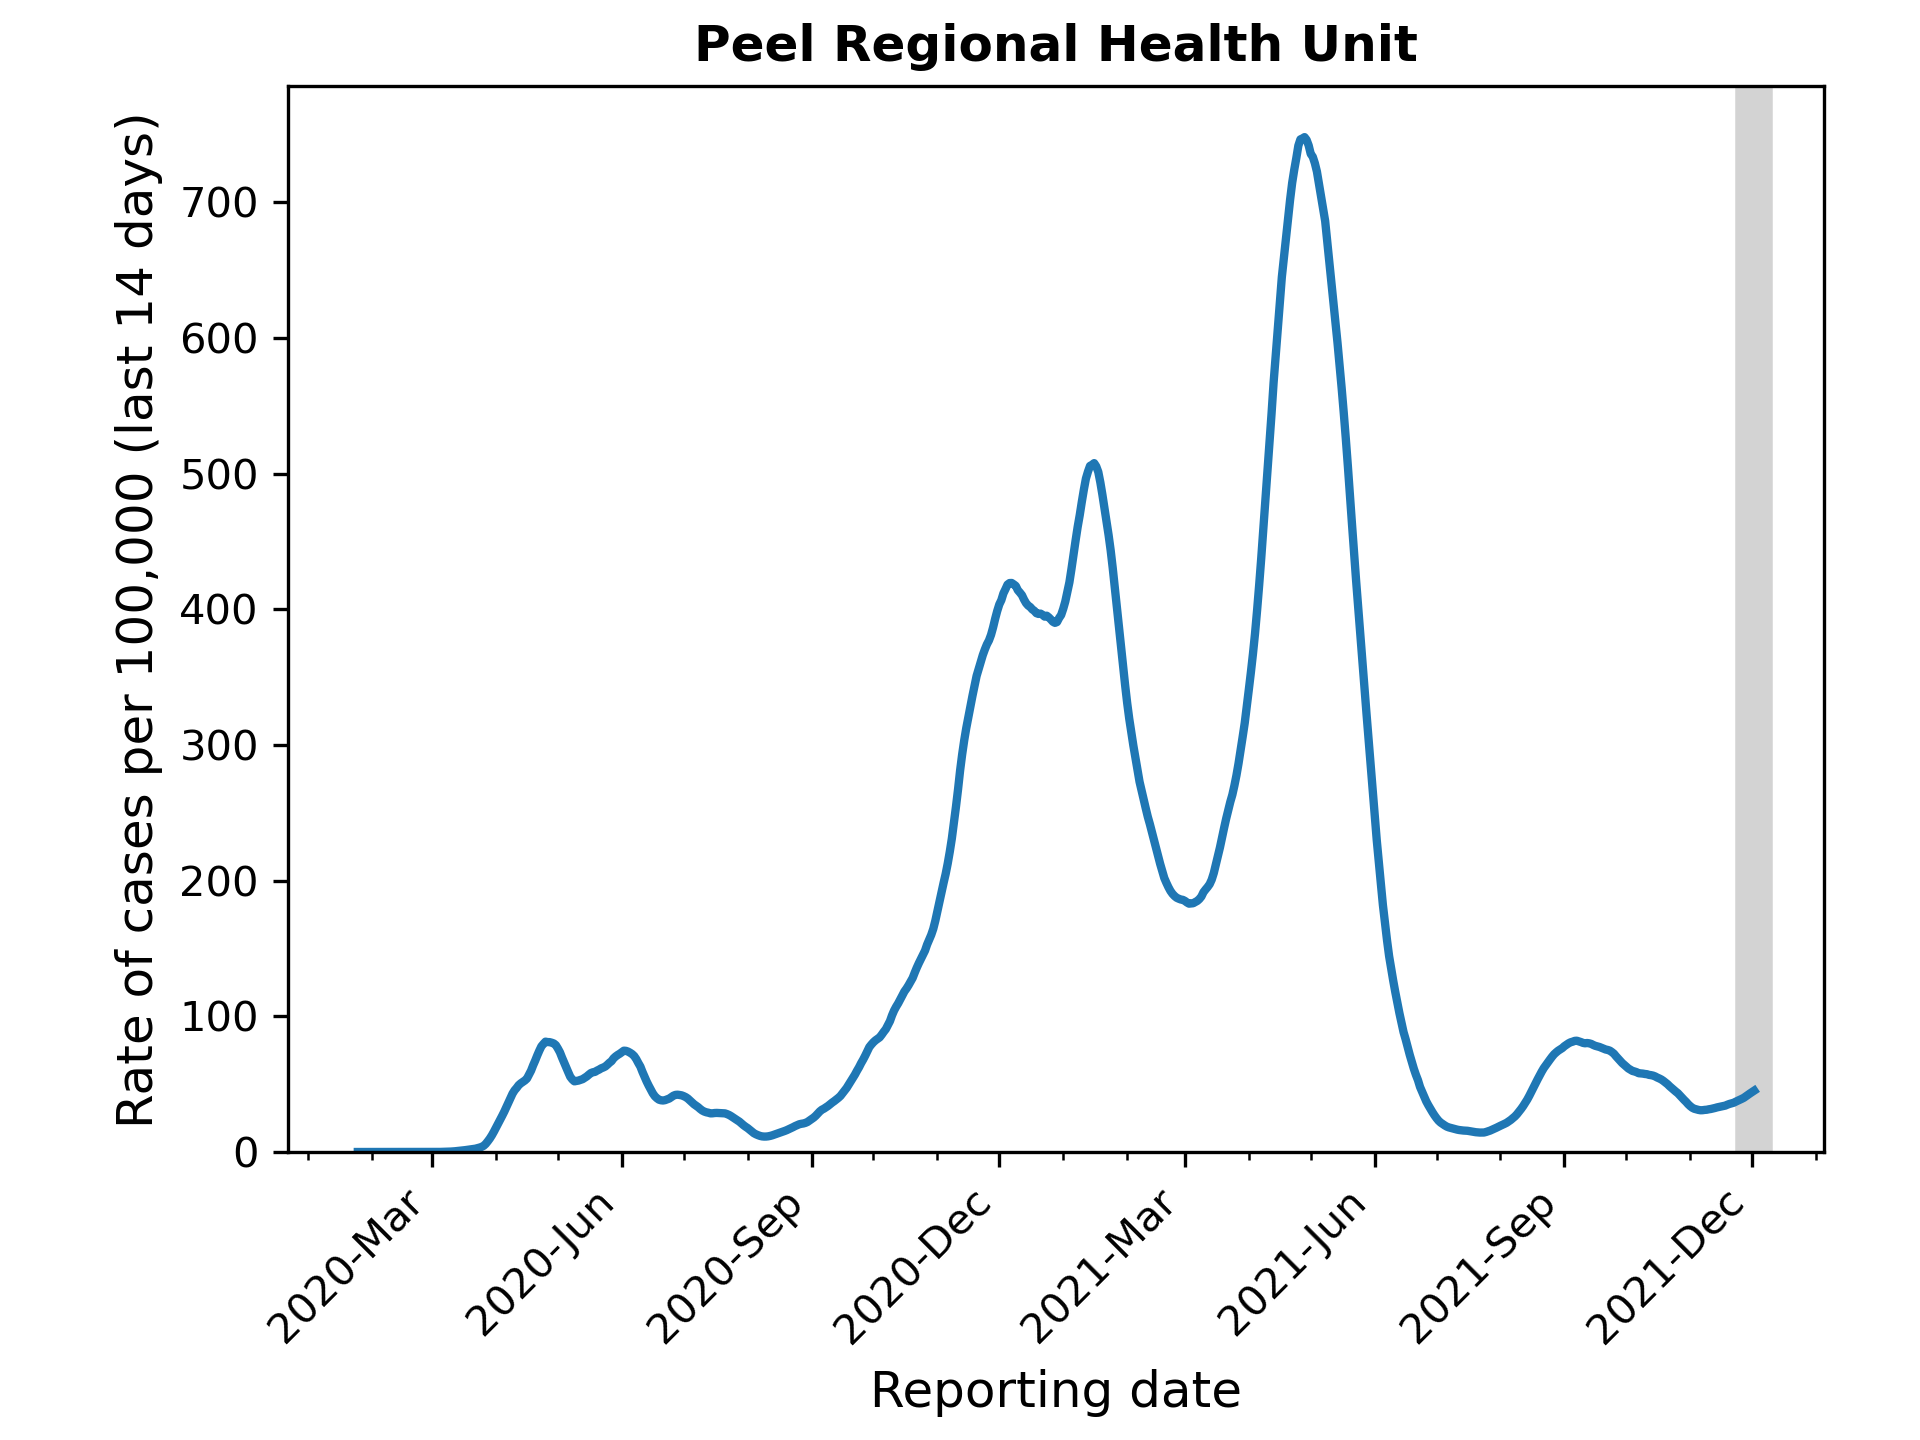 Peel Regional Health Unit
Rate of cases per 100,000 (last 14 days)
700
600
500
400
300
200
100
0
2020-Mar
2020-Jun
2020-Sep
2020-Dec
2021-Mar
2021-Jun
2021-Sep
2021-Dec
Reporting date